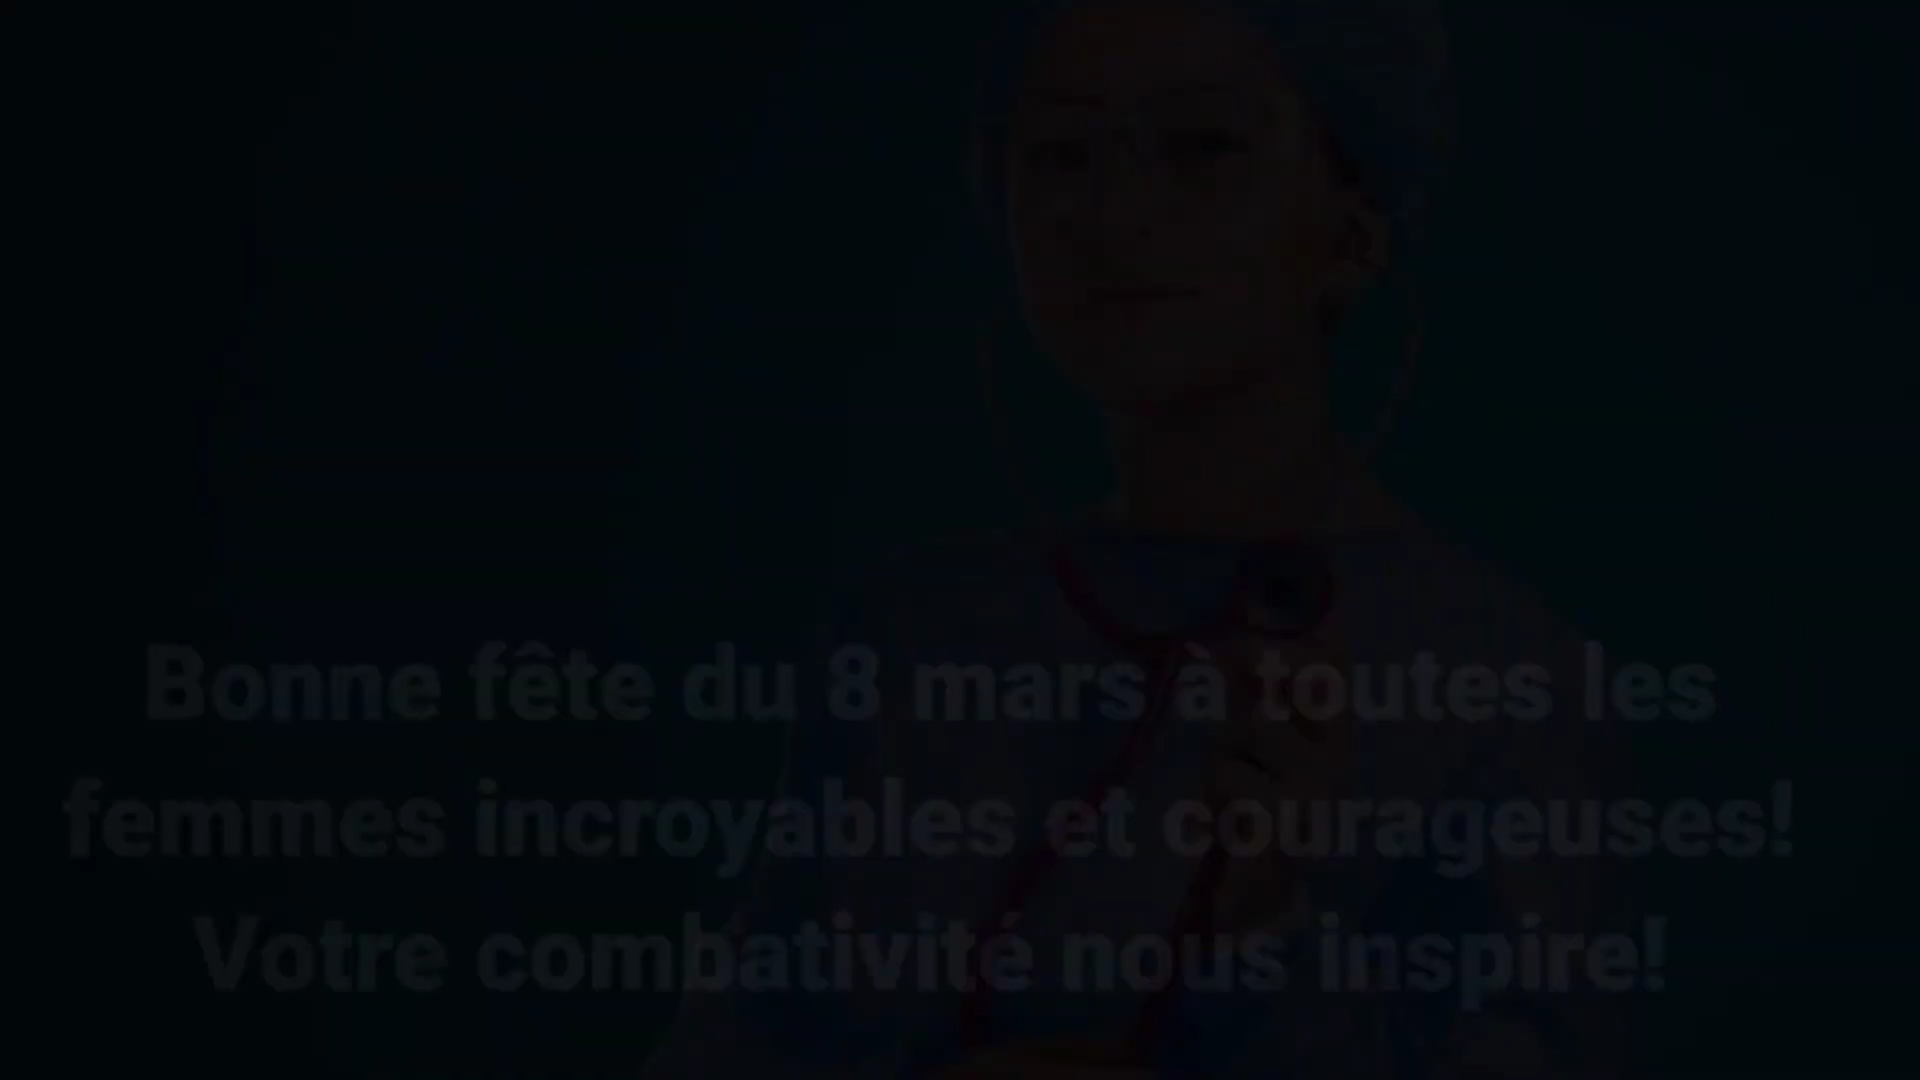 Bonne fête du 8 mars à toutes les
femmes incroyables et courageuses!
Votre combativité nous inspire!